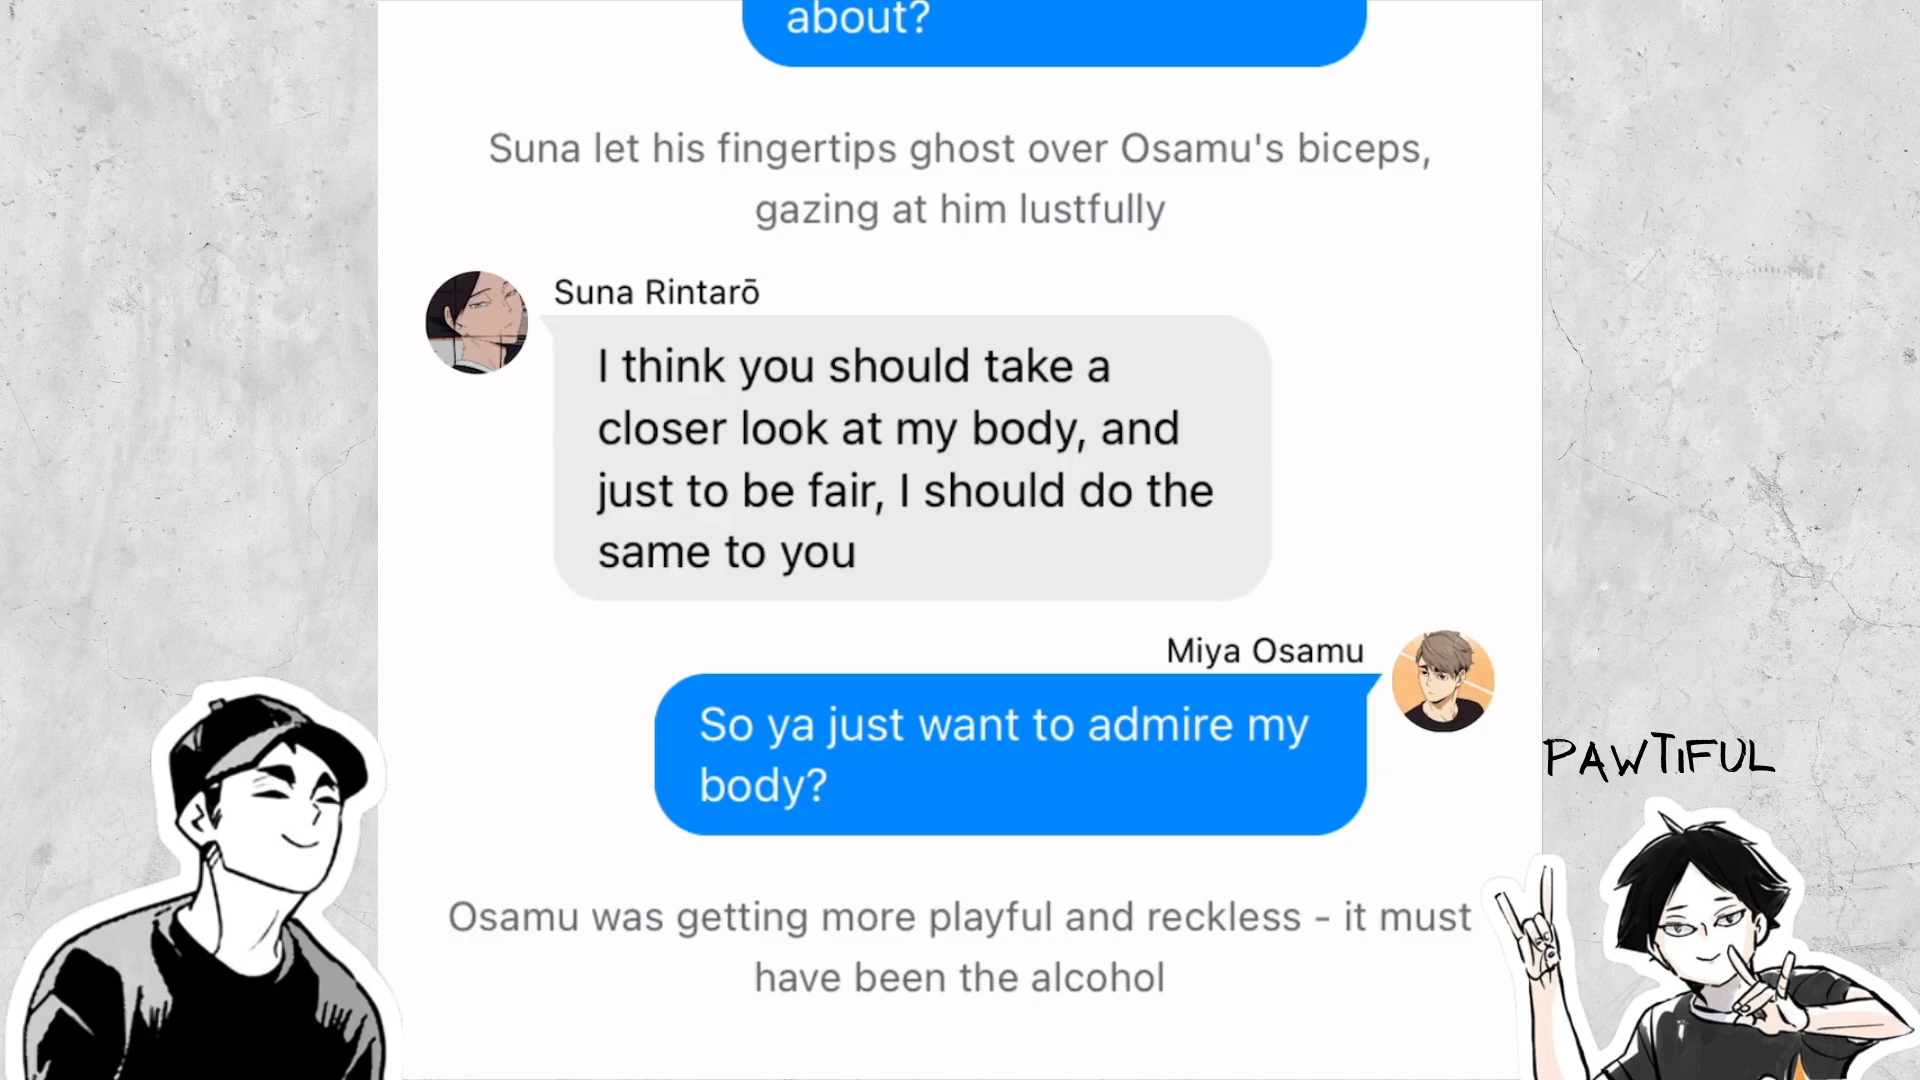 about?
Suna let his fingertips ghost over Osamu's biceps,
gazing at him lustfully
Suna Rintarō
I think you should take a
closer look at my body, and
just to be fair, I should do the
same to you
Miya Osamu
So ya just want to admire my
body?
PAWTiFUL
Osamu was getting more playful and reckless - it must
have been the alcohol